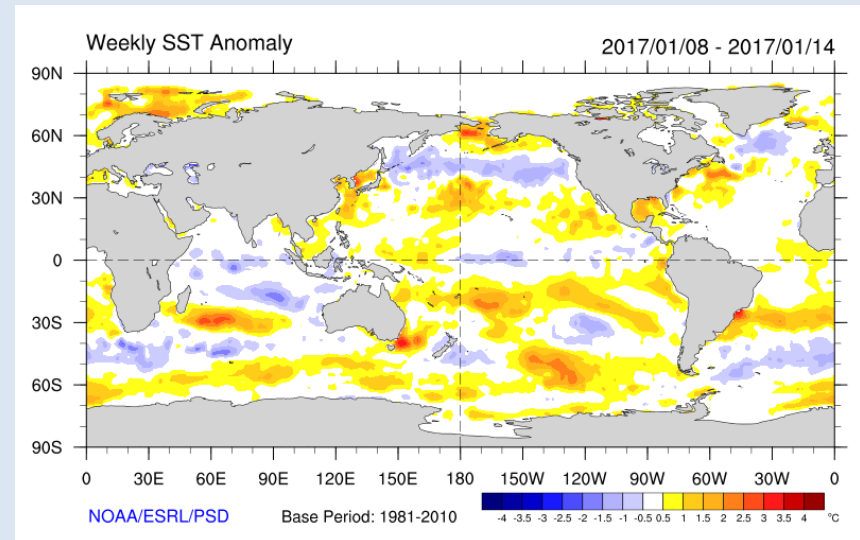 Weekly SST Anomaly 2017/01/08 - 2017/01/14
90N
60N
30N
0
30S
60S
90S
0 30E 60E 90E 120E 150E 180 150W 120W 90W 60W 30W 0
NOAA/ESRL/PSD Base Period: 1981-2010
-4 -3.5 -3 -2.5 -2 -1.5 -1 -0.5 0.5 1 1.5 2 2.5 3 3.5 4 °C